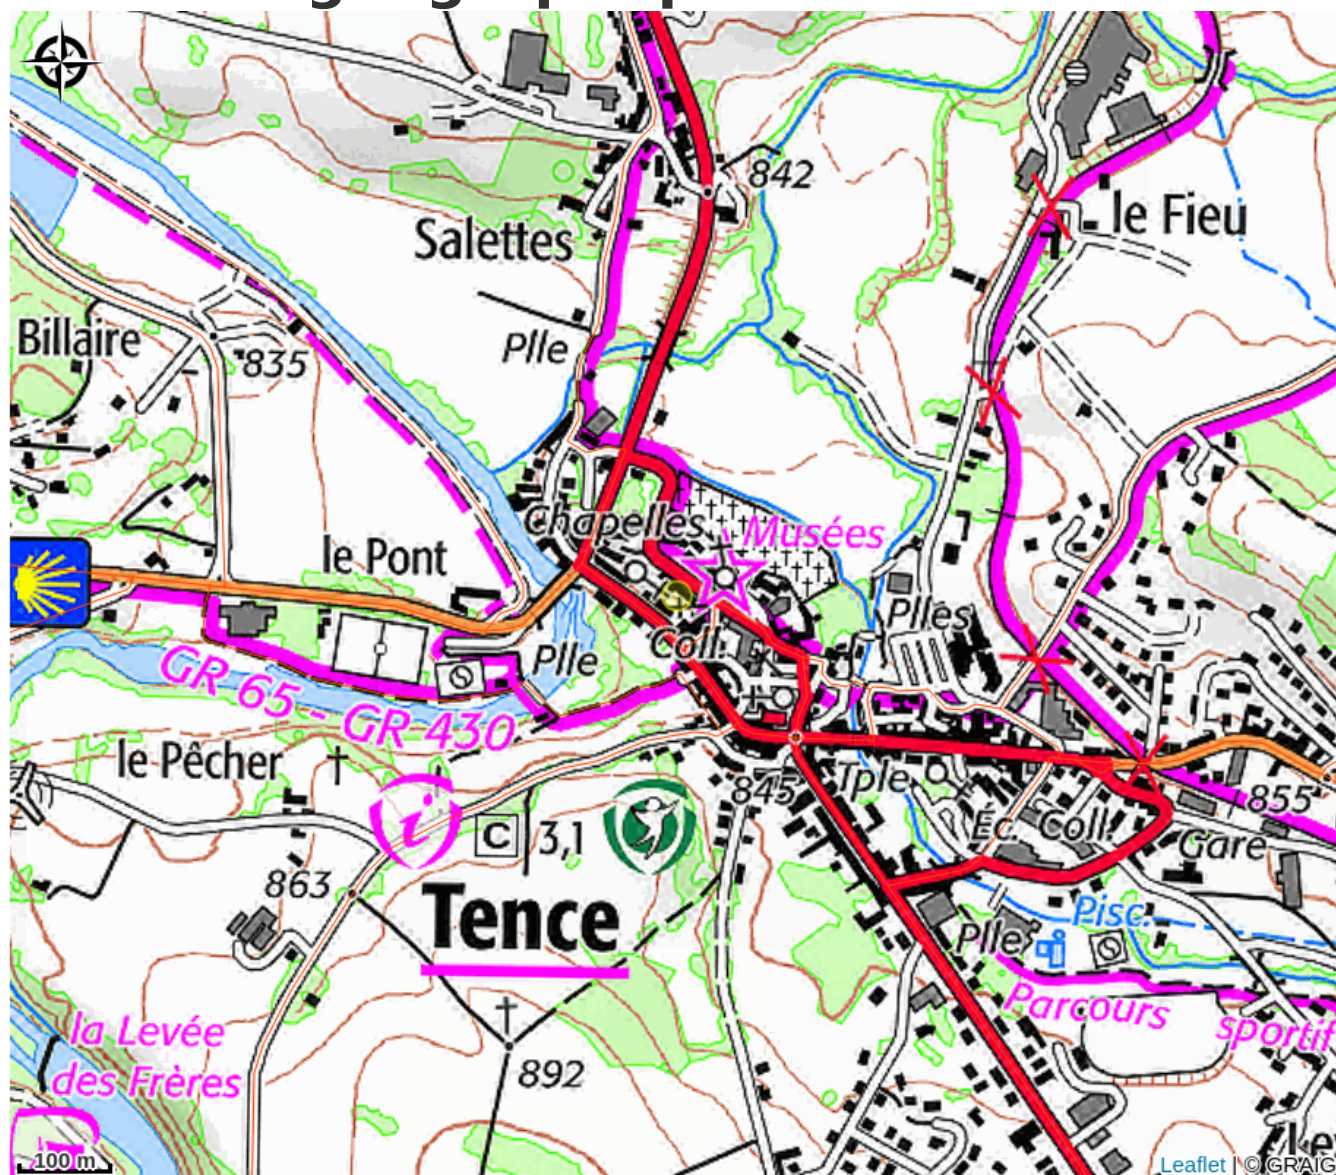 842
le Fieu
Salettes
Billaire
Plle
835
Chapelles
Musées
le Pont
Plles
Coll.
Plle
GR 65 - GR 430
le Pêcher
845
Tple
855
Éc.
Coll.
Gare
C
3,1
i
863
Tence
Pisc.
Plle
Parcours sportif
la Levée
des Frères
892
100 m
Leaflet | © GRAIG